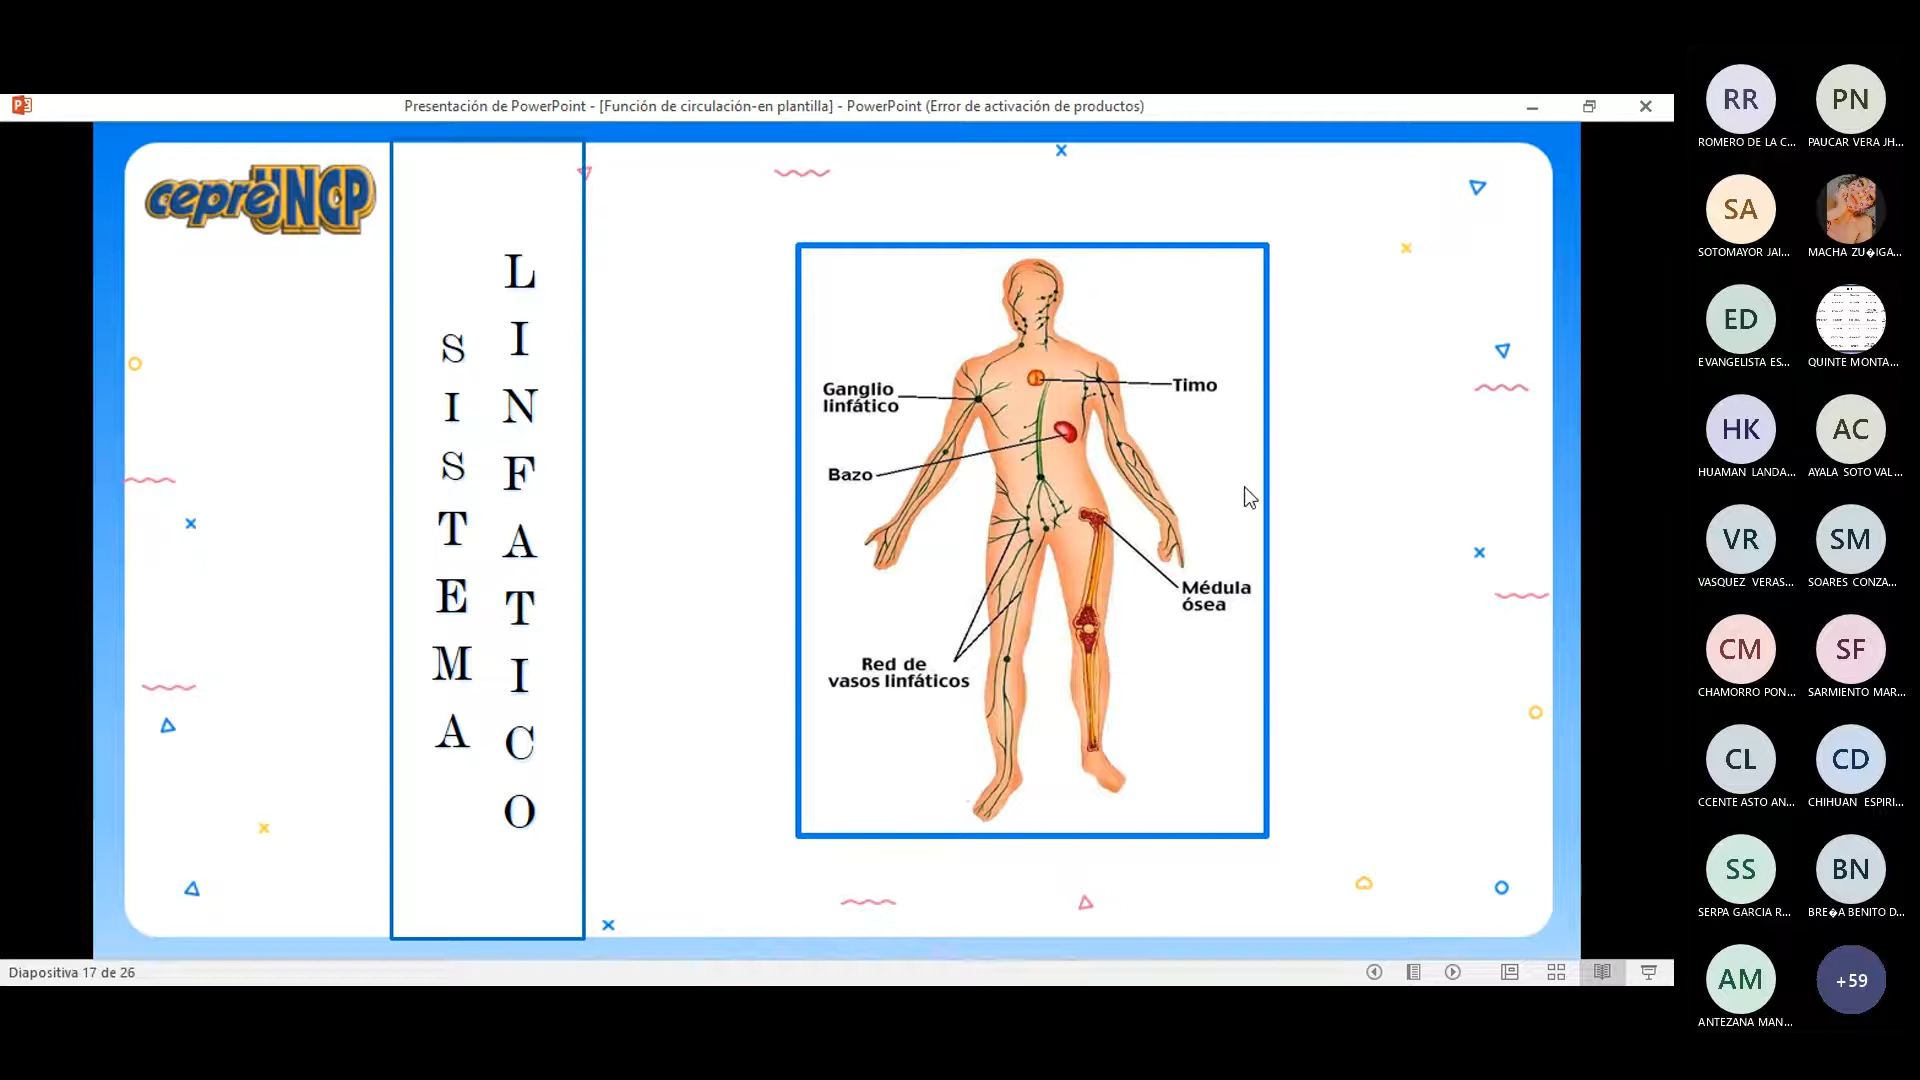 Presentación de PowerPoint - [Función de circulación-en plantilla] - PowerPoint (Error de activación de productos)
cepreUNCP
SISTEMA
LINFATICO
Ganglio
linfático
Timo
Bazo
Médula
ósea
Red de
vasos linfáticos
Diapositiva 17 de 26
RR
ROMERO DE LA C...
PN
PAUCAR VERA JH...
SA
SOTOMAYOR JAI...
MACHA ZU�IGA...
ED
EVANGELISTA ES...
QUINTE MONTA...
HK
HUAMAN LANDA...
AC
AYALA SOTO VAL...
VR
VASQUEZ VERAS...
SM
SOARES CONZA...
CM
CHAMORRO PON...
SF
SARMIENTO MAR...
CL
CCENTE ASTO AN...
CD
CHIHUAN ESPIRI...
SS
SERPA GARCIA R...
BN
BRE�A BENITO D...
AM
ANTEZANA MAN...
+59